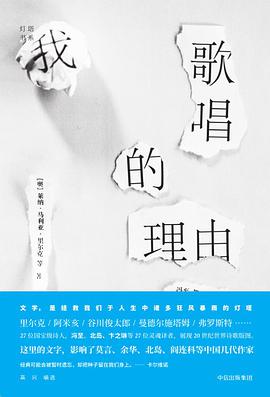 灯塔
书系
我
歌唱
的
理由
【奥】莱纳·马利亚·里尔克 等 著
文字，是拯救我们于人生中诸多狂风暴雨的灯塔
里尔克 / 阿米亥 / 谷川俊太郎 / 曼德尔施塔姆 / 弗罗斯特 ……
27位国宝级诗人，冯至、北岛、卞之琳等27位灵魂译者，展现20世纪世界诗歌版图。
这里的文字，影响了莫言、余华、北岛、阎连科等中国几代作家
经典可能会被暂时遗忘，却把种子留在我们身上。—— 卡尔维诺
高兴 编选
中信出版集团